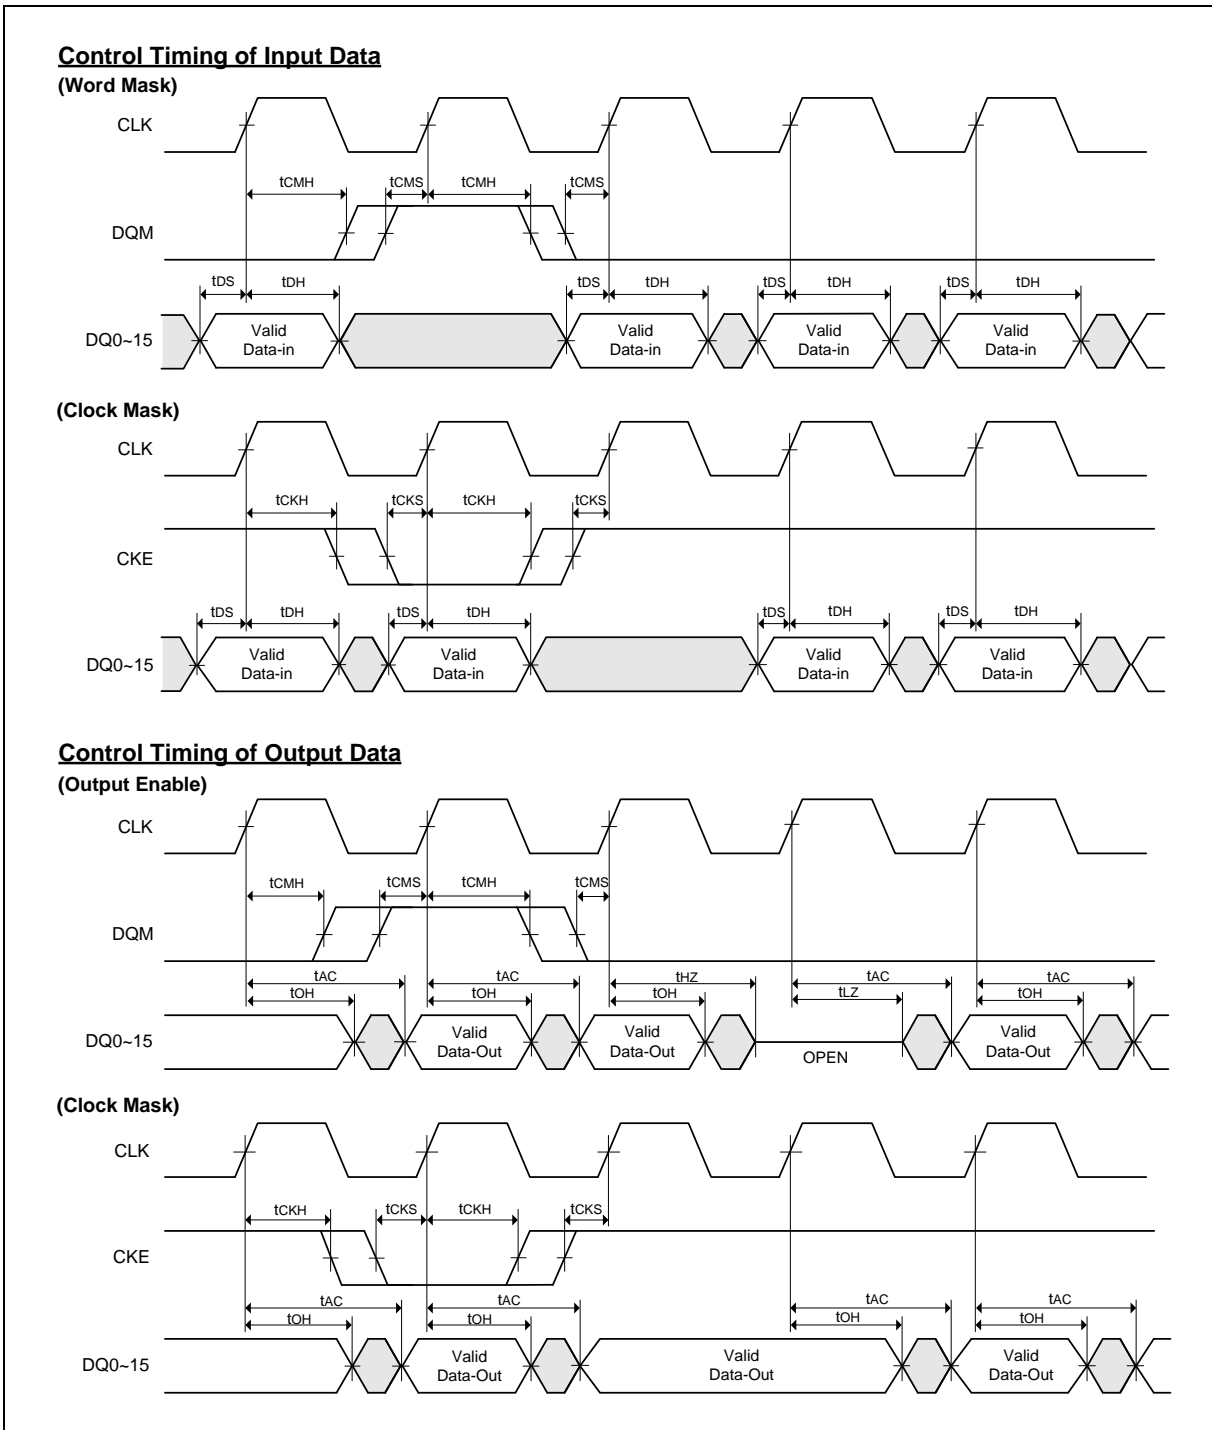 Control Timing of Input Data
(Word Mask)
CLK
tCMH tCMS tCMH tCMS
DQM
tDS tDH tDS tDH tDS tDH tDS tDH
DQ0~15
Valid Data-in
Valid Data-in
Valid Data-in
Valid Data-in
(Clock Mask)
CLK
tCKH tCKS tCKH tCKS
CKE
tDS tDH tDS tDH tDS tDH tDS tDH
DQ0~15
Valid Data-in
Valid Data-in
Valid Data-in
Valid Data-in
Control Timing of Output Data
(Output Enable)
CLK
tCMH tCMS tCMH tCMS
DQM
tAC tAC tHZ tAC tAC
tOH tOH tOH tLZ tOH
DQ0~15
Valid Data-Out
Valid Data-Out
OPEN
Valid Data-Out
(Clock Mask)
CLK
tCKH tCKS tCKH tCKS
CKE
tAC tAC tAC tAC
tOH tOH tOH tOH
DQ0~15
Valid Data-Out
Valid Data-Out
Valid Data-Out